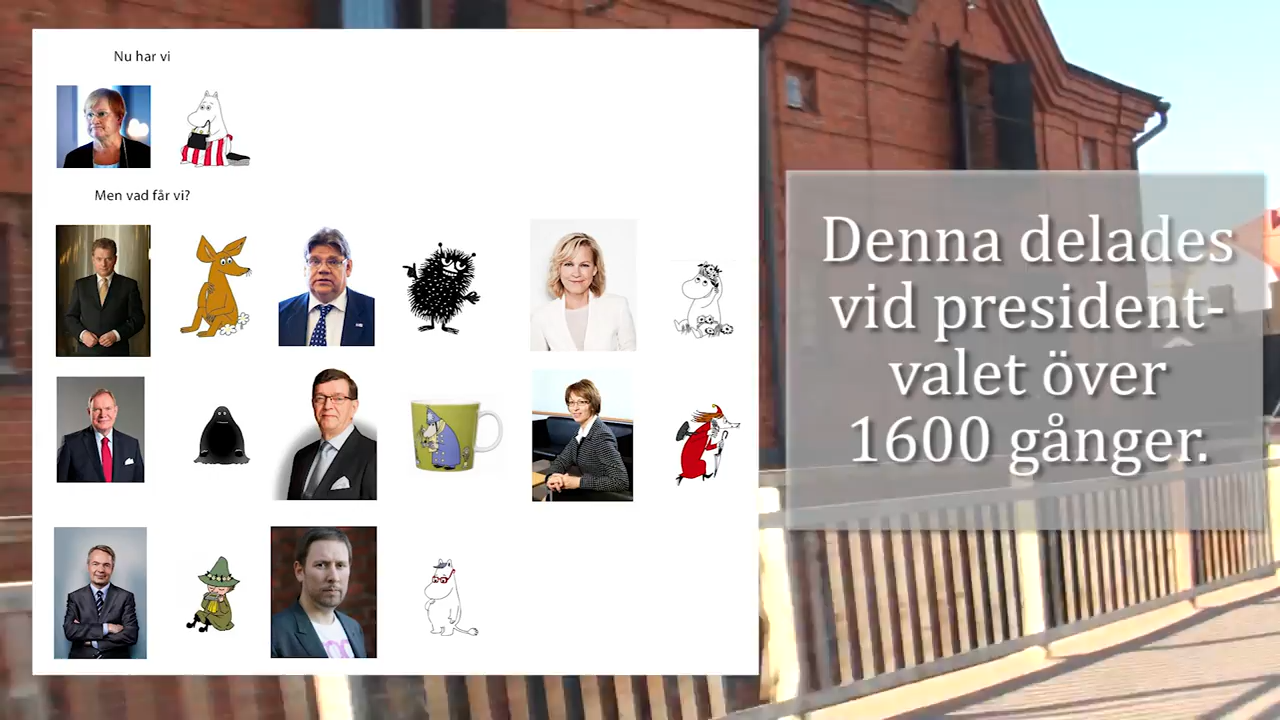 Nu har vi
Men vad får vi?
Denna delades
vid president-
valet över
1600 gånger.